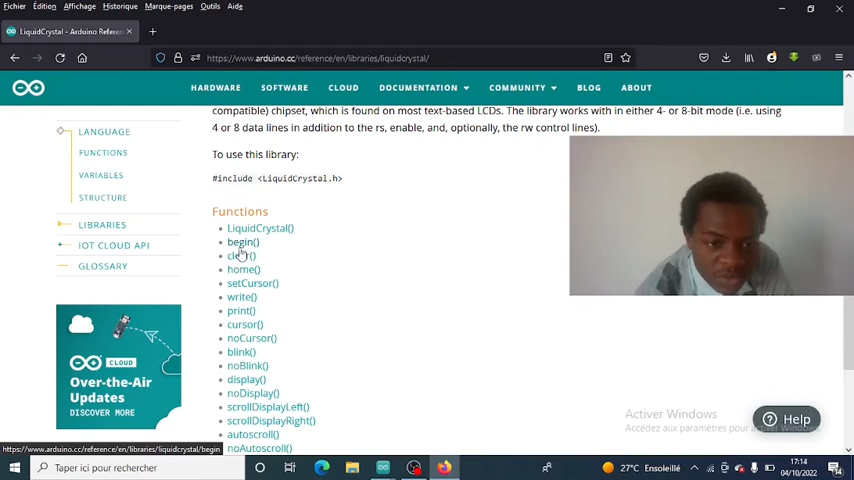 Fichier Édition Affichage Historique Marque-pages Outils Aide
LiquidCrystal - Arduino Referen
https://www.arduino.cc/reference/en/libraries/liquidcrystal/
HARDWARE SOFTWARE CLOUD DOCUMENTATION COMMUNITY BLOG ABOUT
compatible) chipset, which is found on most text-based LCDs. The library works with in either 4- or 8-bit mode (i.e. using
4 or 8 data lines in addition to the rs, enable, and, optionally, the rw control lines).
LANGUAGE
FUNCTIONS
VARIABLES
STRUCTURE
LIBRARIES
IOT CLOUD API
GLOSSARY
To use this library:
#include <LiquidCrystal.h>
Functions
LiquidCrystal()
begin()
clear()
home()
setCursor()
write()
print()
cursor()
noCursor()
blink()
noBlink()
display()
noDisplay()
scrollDisplayLeft()
scrollDisplayRight()
autoscroll()
noAutoscroll()
CLOUD
Over-the-Air
Updates
DISCOVER MORE
Activer Windows
Accédez aux paramètres pour activer Windows.
Help
https://www.arduino.cc/reference/en/libraries/liquidcrystal/begin
Taper ici pour rechercher
27°C Ensoleillé
17:14
04/10/2022
14